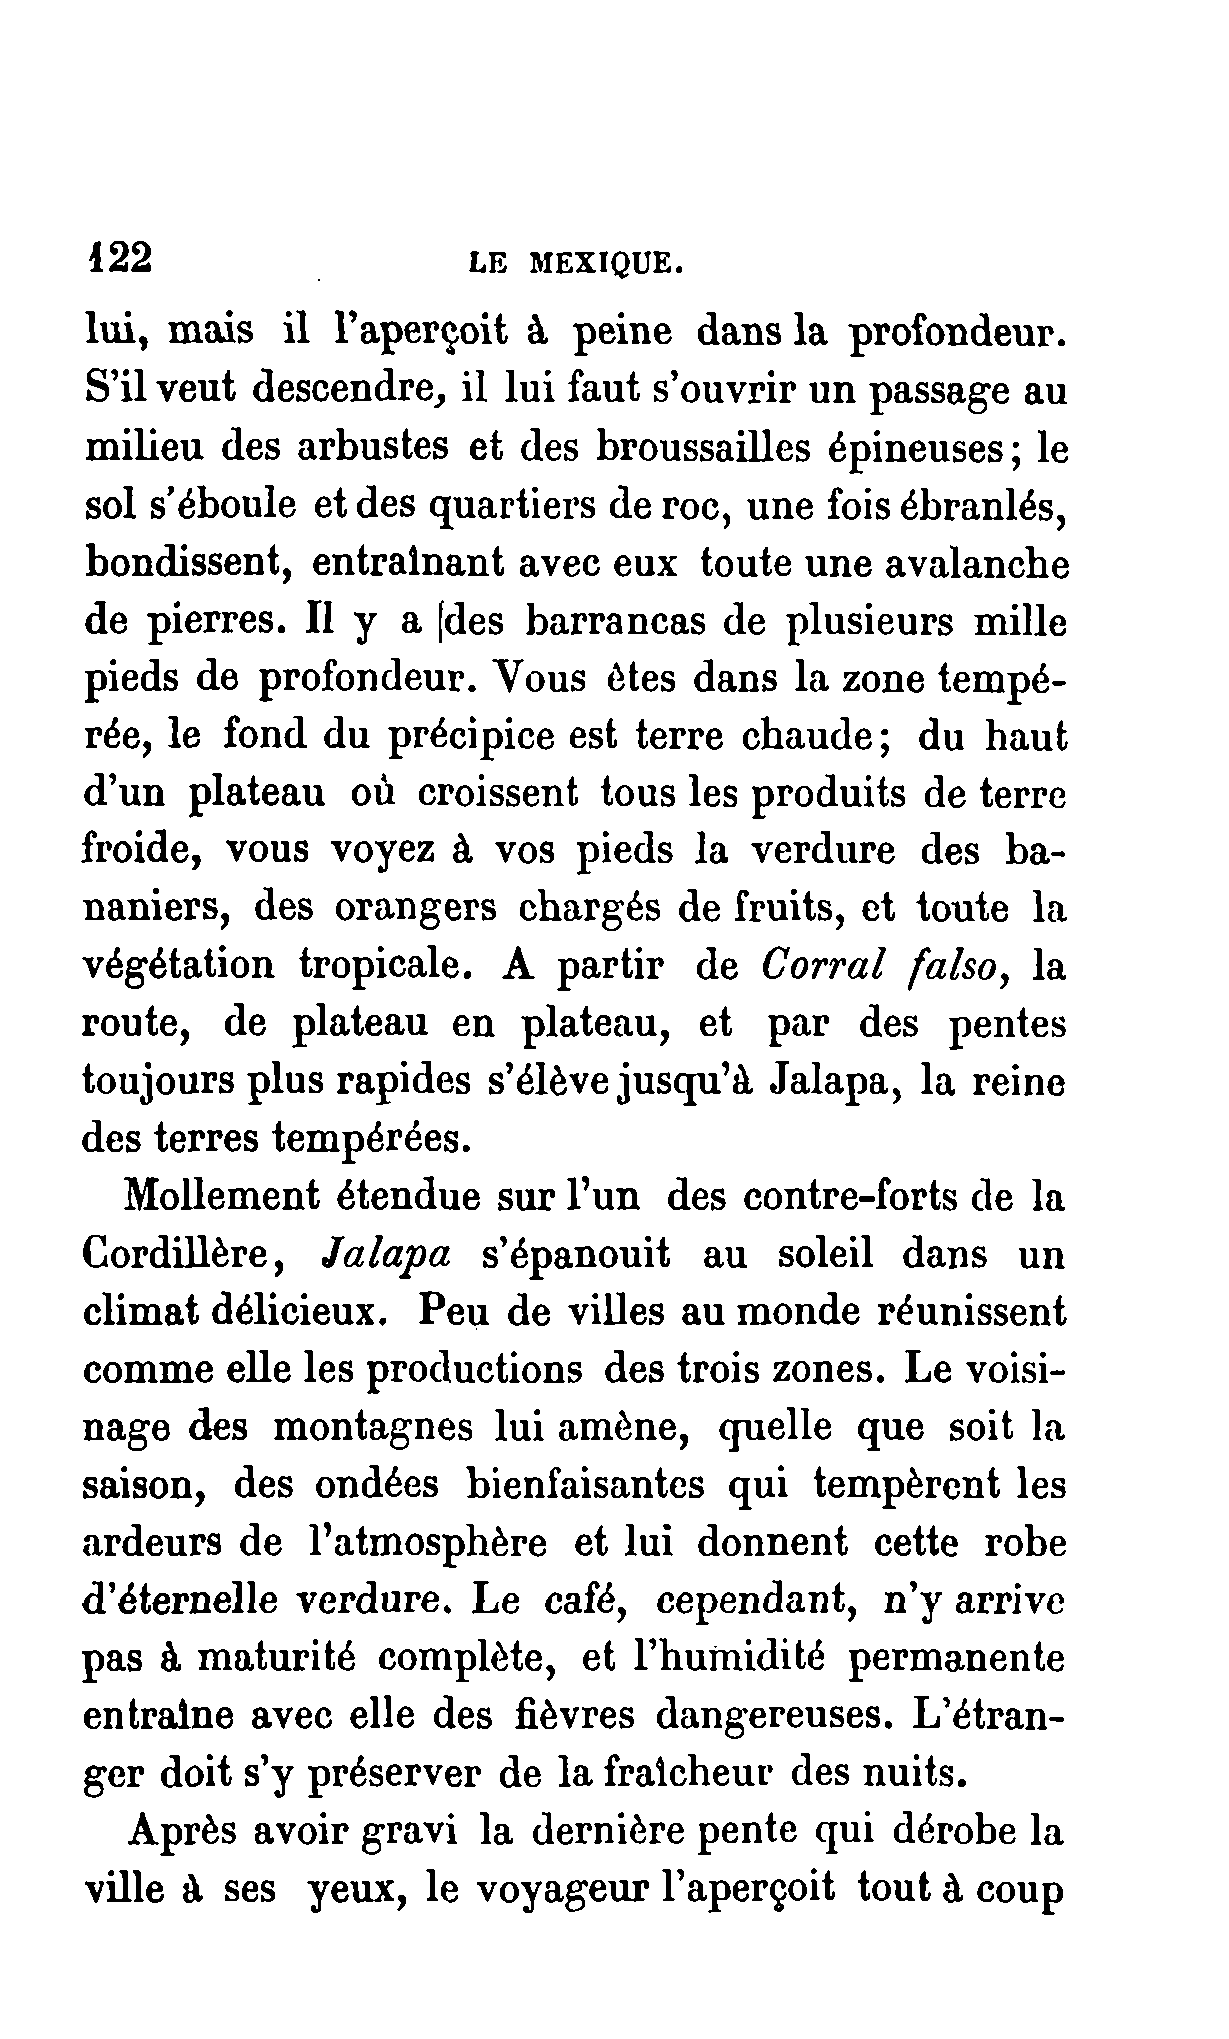 122 LE MEXIQUE.
lui, mais il l'aperçoit à peine dans la profondeur.
S'il veut descendre, il lui faut s'ouvrir un passage au
milieu des arbustes et des broussailles épineuses; le
sol s'éboule et des quartiers de roc, une fois ébranlés,
bondissent, entraînant avec eux toute une avalanche
de pierres. Il y a des barrancas de plusieurs mille
pieds de profondeur. Vous êtes dans la zone tempé-
rée, le fond du précipice est terre chaude; du haut
d'un plateau où croissent tous les produits de terre
froide, vous voyez à vos pieds la verdure des ba-
naniers, des orangers chargés de fruits, et toute la
végétation tropicale. A partir de Corral falso, la
route, de plateau en plateau, et par des pentes
toujours plus rapides s'élève jusqu'à Jalapa, la reine
des terres tempérées.
Mollement étendue sur l'un des contre-forts de la
Cordillère, Jalapa s'épanouit au soleil dans un
climat délicieux. Peu de villes au monde réunissent
comme elle les productions des trois zones. Le voisi-
nage des montagnes lui amène, quelle que soit la
saison, des ondées bienfaisantes qui tempèrent les
ardeurs de l'atmosphère et lui donnent cette robe
d'éternelle verdure. Le café, cependant, n'y arrive
pas à maturité complète, et l'humidité permanente
entraîne avec elle des fièvres dangereuses. L'étran-
ger doit s'y préserver de la fraîcheur des nuits.
Après avoir gravi la dernière pente qui dérobe la
ville à ses yeux, le voyageur l'aperçoit tout à coup